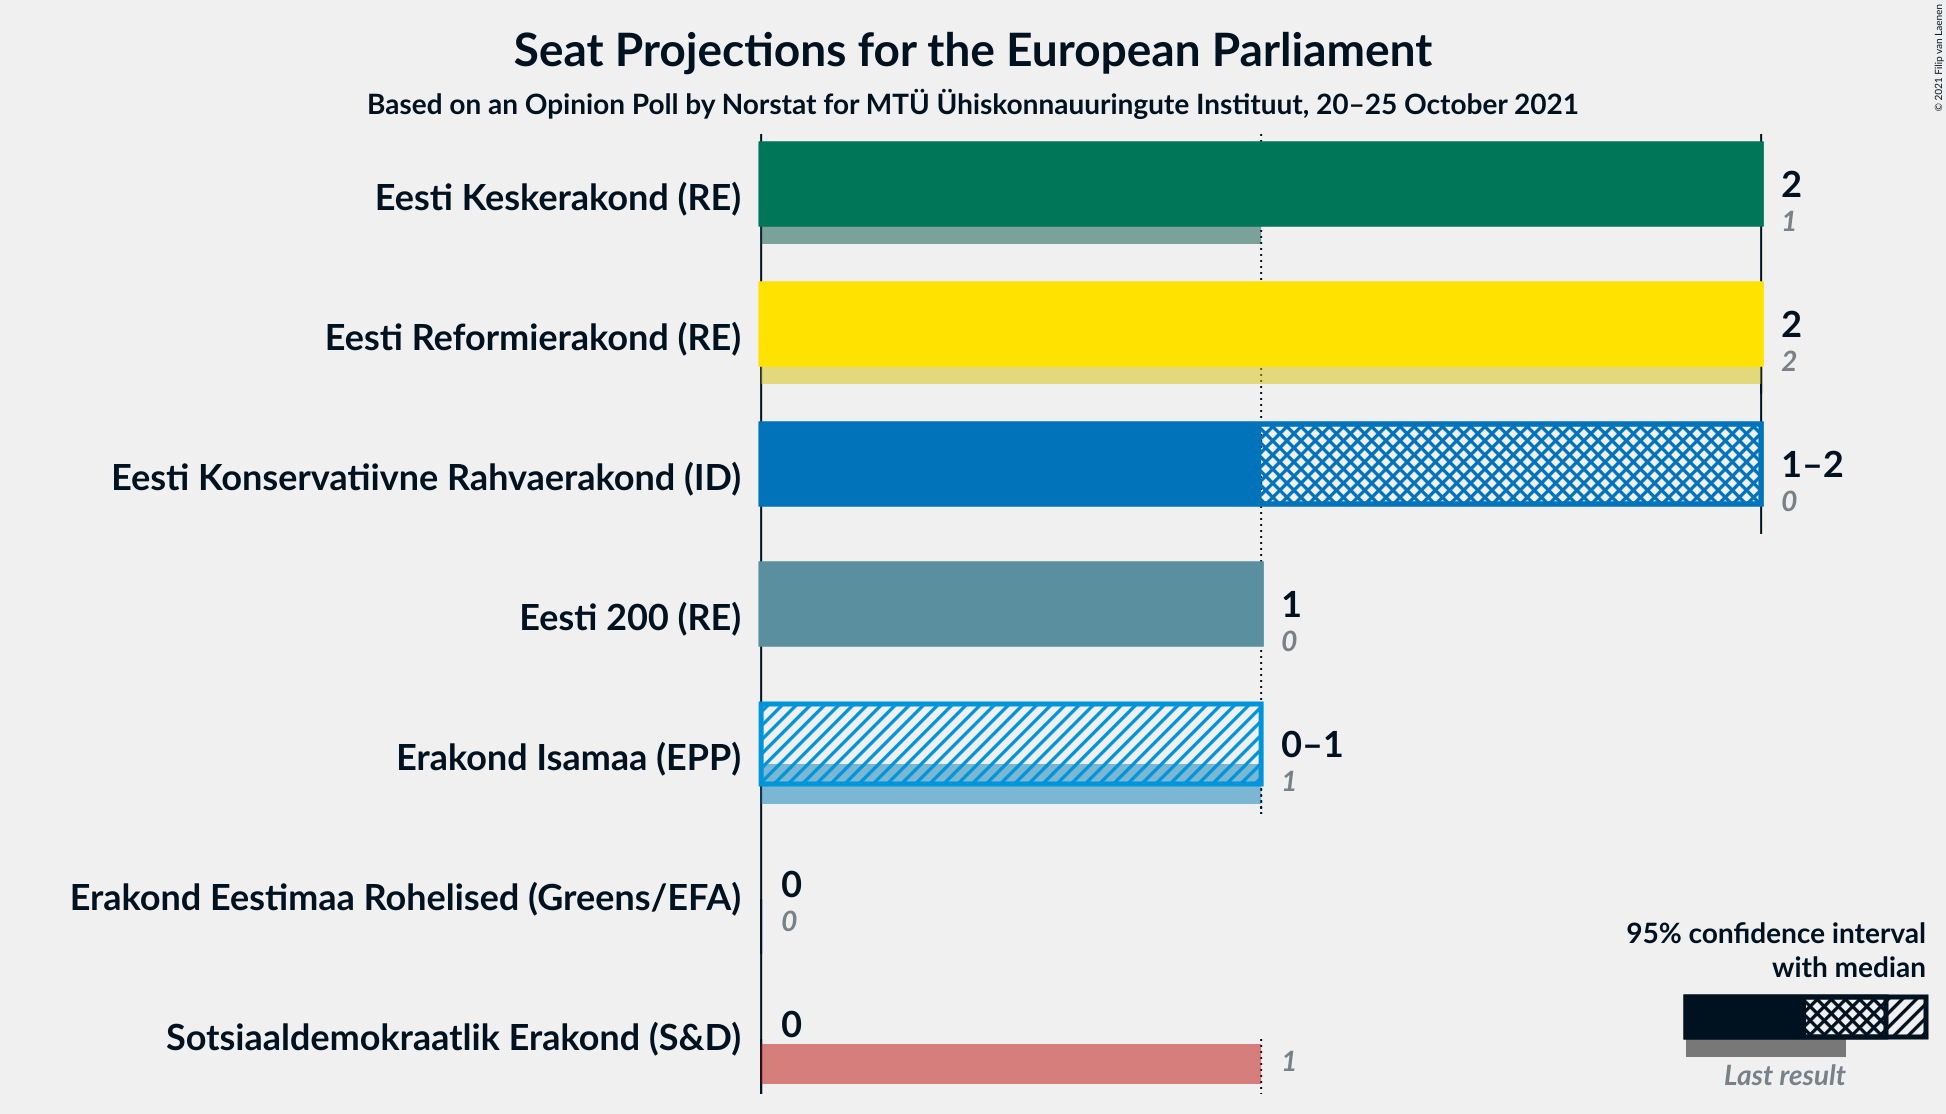 Seat Projections for the European Parliament
Based on an Opinion Poll by Norstat for MTÜ Ühiskonnauuringute Instituut, 20–25 October 2021
© 2021 Filip van Laenen
Eesti Keskerakond (RE)
2
1
Eesti Reformierakond (RE)
2
2
Eesti Konservatiivne Rahvaerakond (ID)
1–2
0
Eesti 200 (RE)
1
0
Erakond Isamaa (EPP)
0–1
1
Erakond Eestimaa Rohelised (Greens/EFA)
0
0
Sotsiaaldemokraatlik Erakond (S&D)
0
1
95% confidence interval
with median
Last result